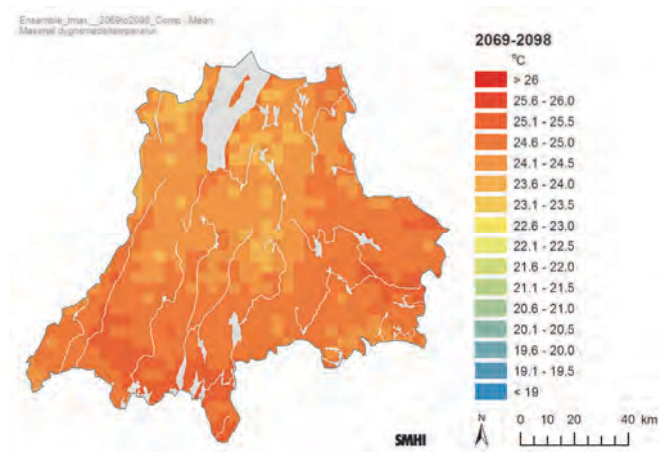 Ensamble_tmax__2069to2098_Comp : Mean
Maximal dygnsmedeltemperatur
2069-2098
°C
> 26
25.6 - 26.0
25.1 - 25.5
24.6 - 25.0
24.1 - 24.5
23.6 - 24.0
23.1 - 23.5
22.6 - 23.0
22.1 - 22.5
21.6 - 22.0
21.1 - 21.5
20.6 - 21.0
20.1 - 20.5
19.6 - 20.0
19.1 - 19.5
< 19
SMHI
N
0 10 20 40 km